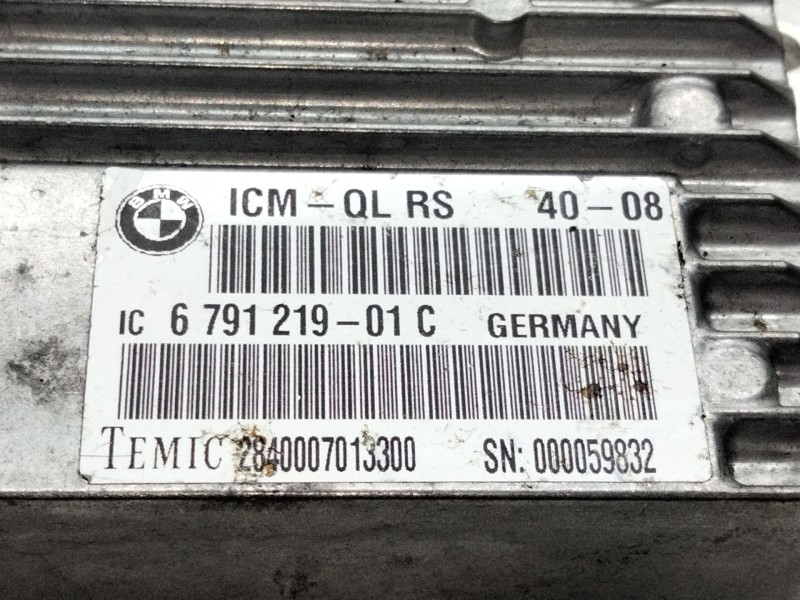 BMW
ICM-QL RS 40-08
IC 6 791 219-01 C GERMANY
TEMIC 2840007013300 SN: 000059832